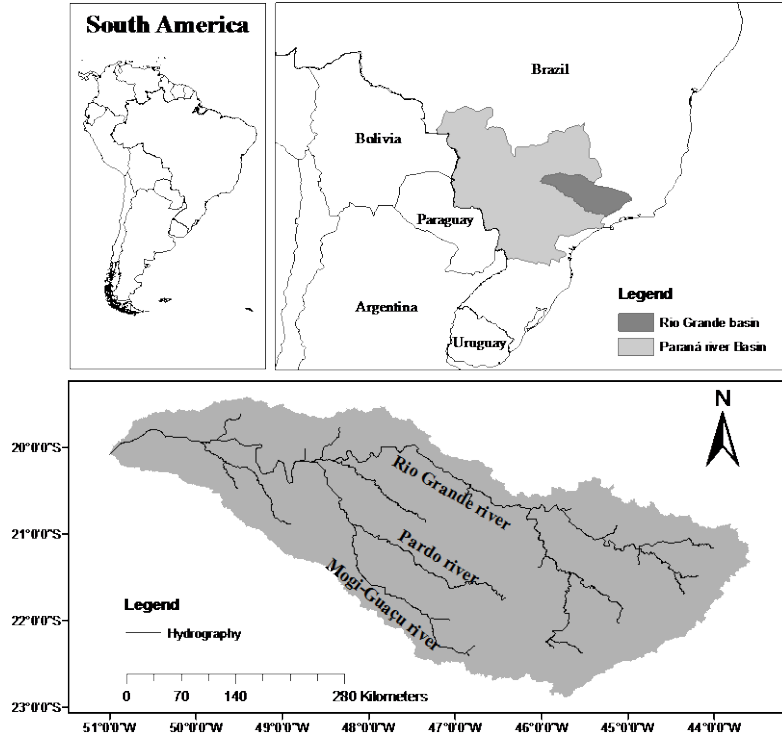 South America
Brazil
Bolivia
Paraguay
Argentina
Uruguay
Legend
Rio Grande basin
Paraná river Basin
N
20°0'0"S
21°0'0"S
22°0'0"S
23°0'0"S
Rio Grande river
Pardo river
Mogi-Guaçu river
Legend
Hydrography
0 70 140 280 Kilometers
51°0'0"W 50°0'0"W 49°0'0"W 48°0'0"W 47°0'0"W 46°0'0"W 45°0'0"W 44°0'0"W